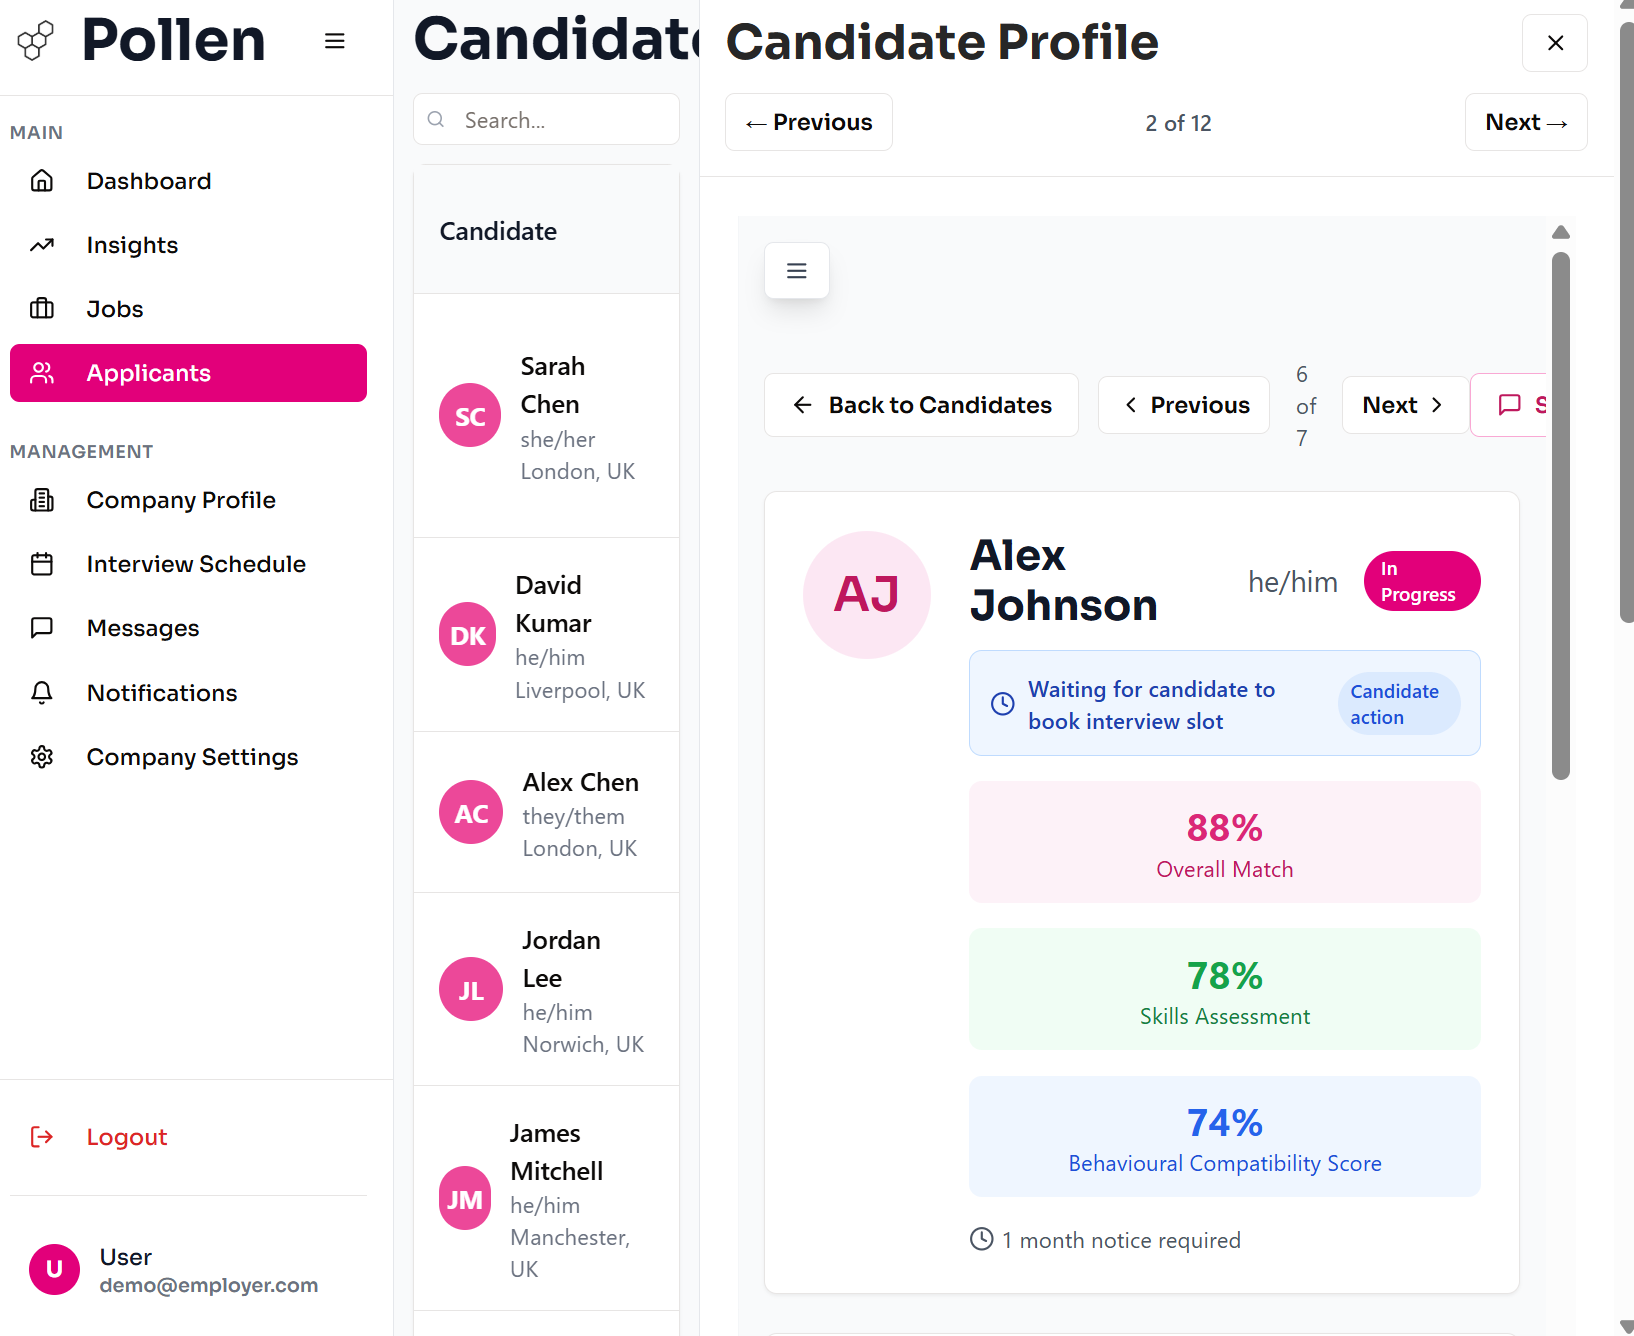 Pollen
MAIN
Dashboard
Insights
Jobs
Applicants
MANAGEMENT
Company Profile
Interview Schedule
Messages
Notifications
Company Settings
Logout
U
User
demo@employer.com
Search...
Candidate
SC
Sarah
Chen
she/her
London, UK
DK
David
Kumar
he/him
Liverpool, UK
AC
Alex Chen
they/them
London, UK
JL
Jordan
Lee
he/him
Norwich, UK
JM
James
Mitchell
he/him
Manchester,
UK
Candidate Profile
← Previous
2 of 12
Next →
Back to Candidates
Previous
6
of
7
Next
AJ
Alex
Johnson
he/him
In
Progress
Waiting for candidate to
book interview slot
Candidate
action
88%
Overall Match
78%
Skills Assessment
74%
Behavioural Compatibility Score
1 month notice required